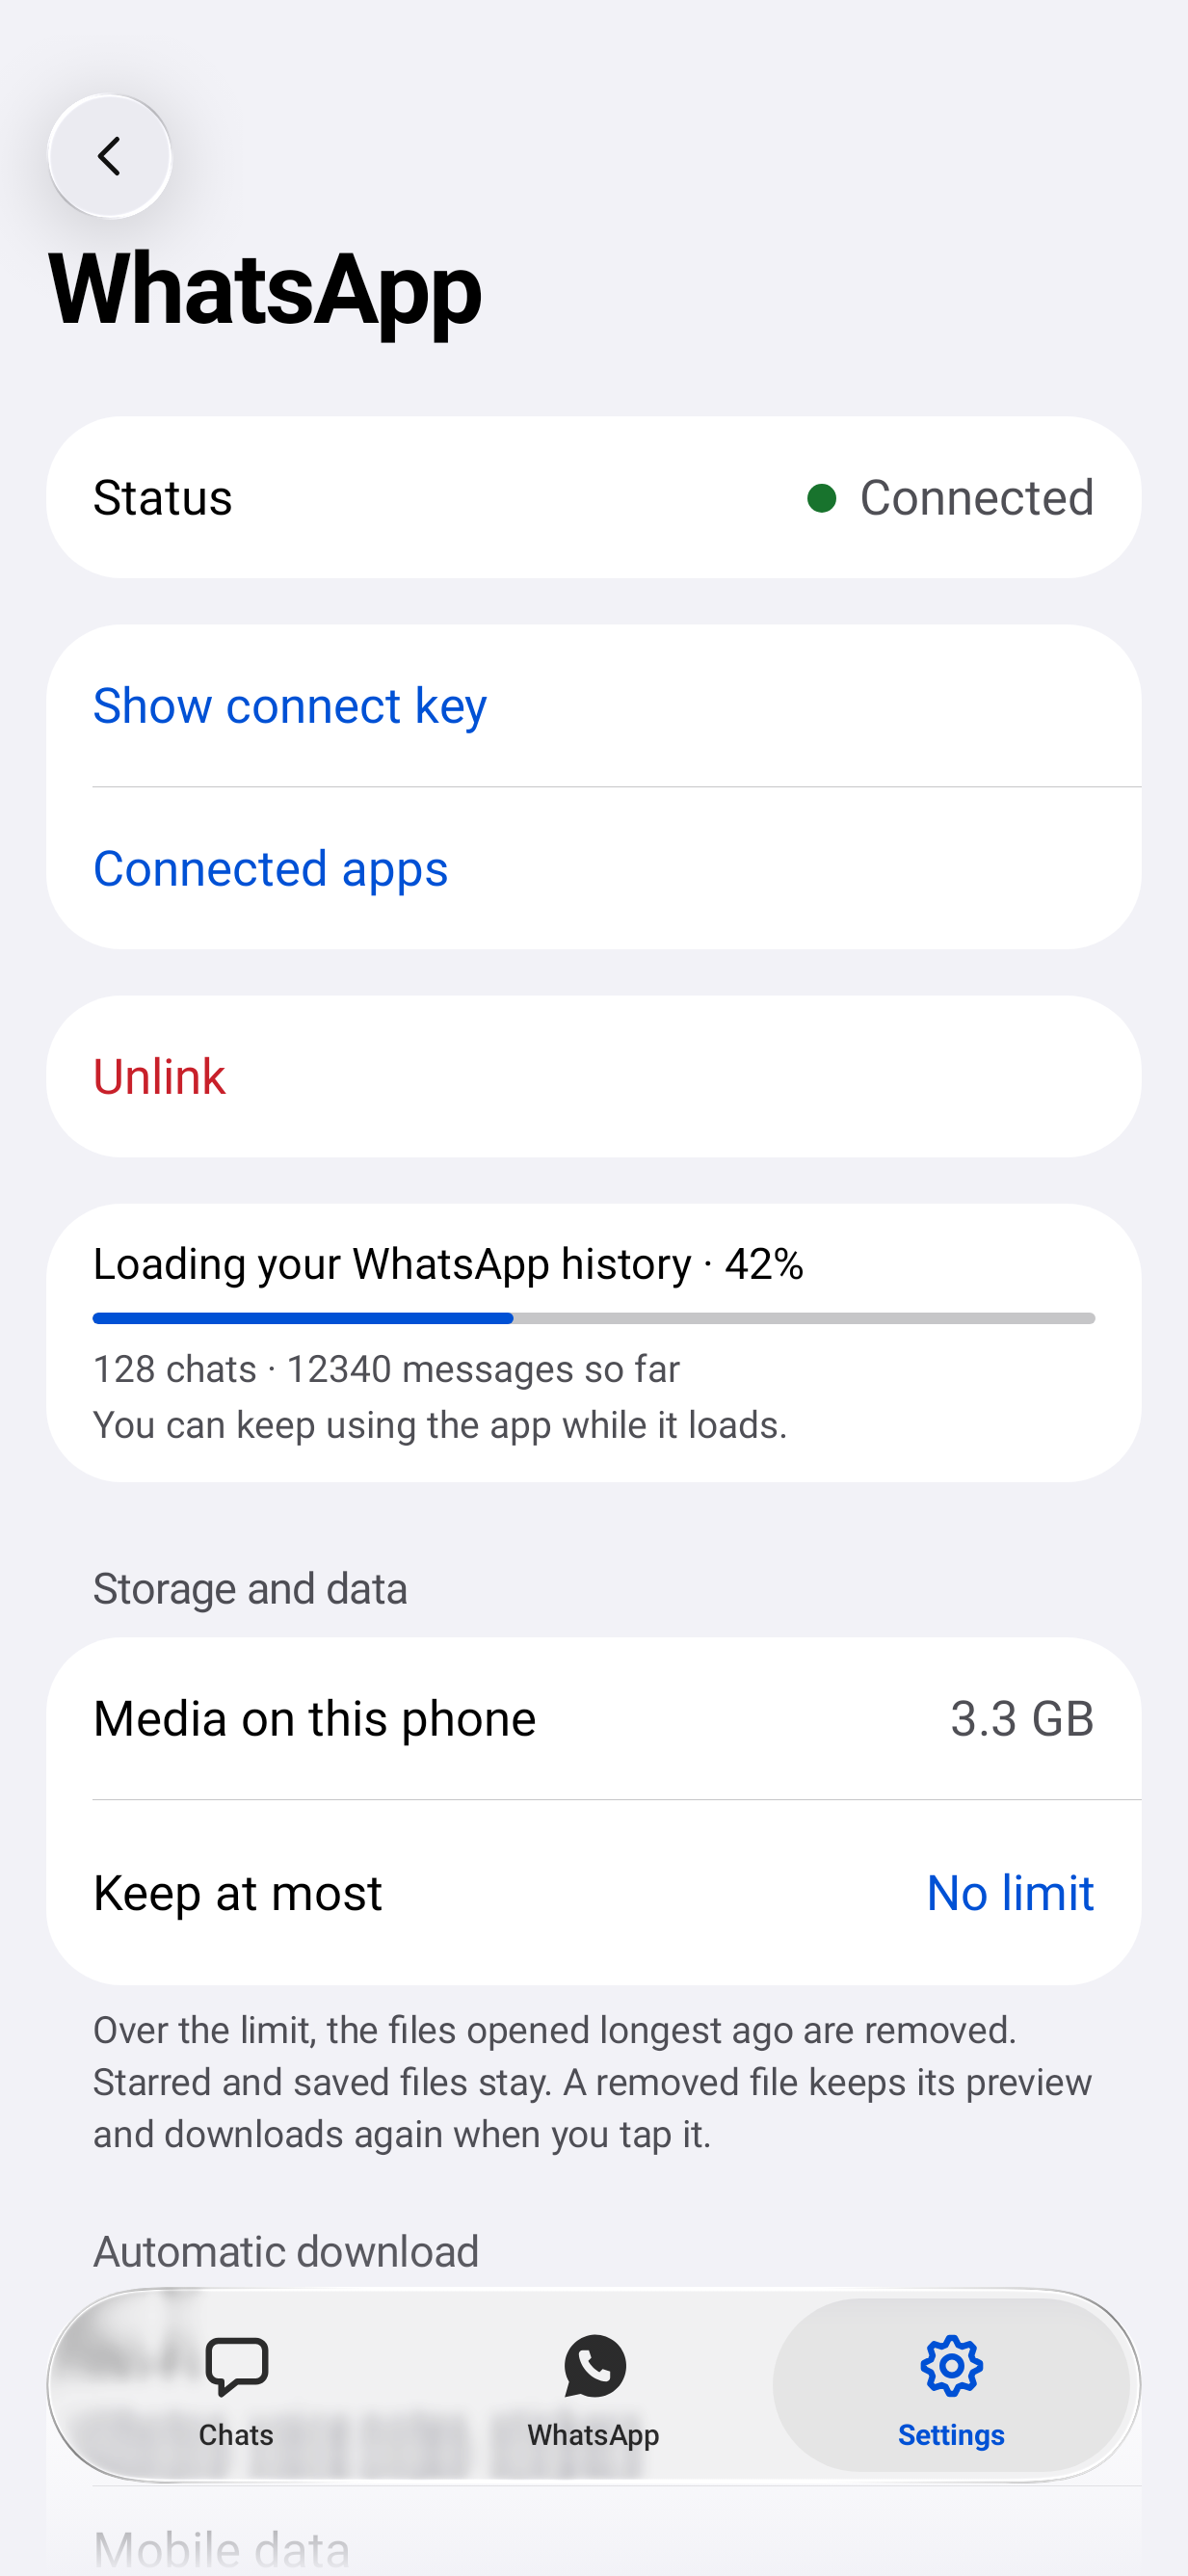 WhatsApp
Status
Connected
Show connect key
Connected apps
Unlink
Loading your WhatsApp history · 42%
128 chats · 12340 messages so far
You can keep using the app while it loads.
Storage and data
Media on this phone
3.3 GB
Keep at most
No limit
Over the limit, the files opened longest ago are removed.
Starred and saved files stay. A removed file keeps its preview
and downloads again when you tap it.
Automatic download
Chats
WhatsApp
Settings
Mobile data